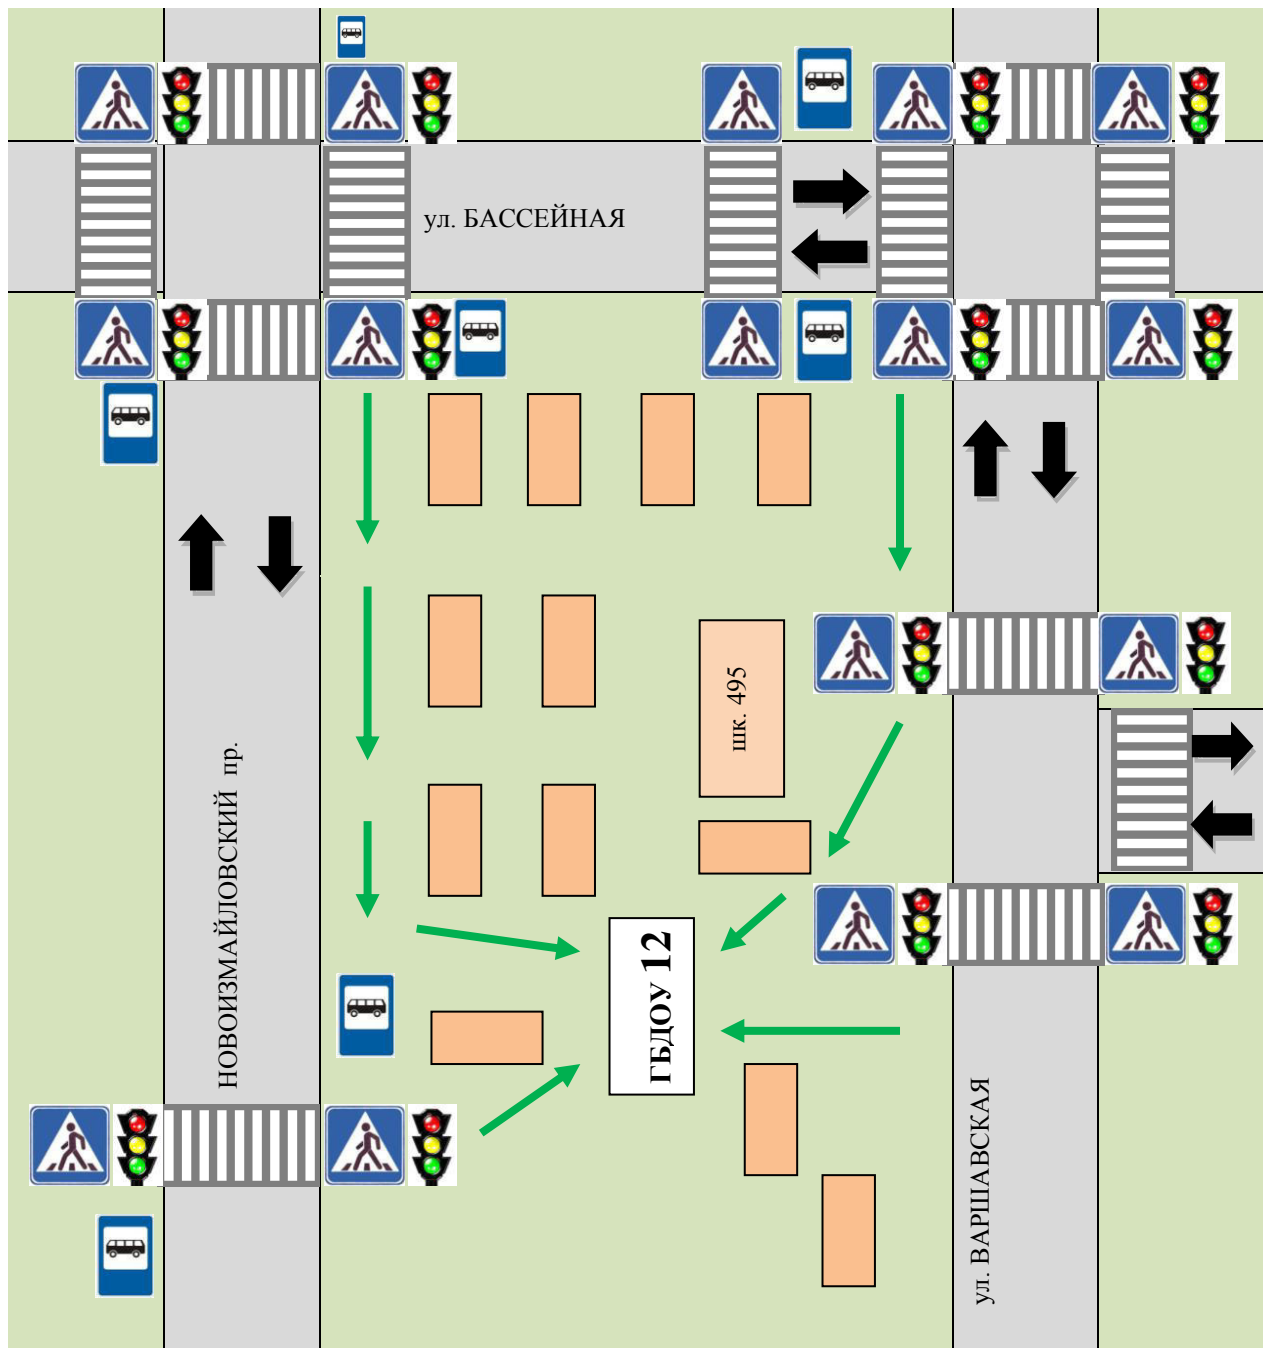 ул. БАССЕЙНАЯ
шк. 495
НОВОИЗМАЙЛОВСКИЙ пр.
ГБДОУ 12
ул. ВАРШАВСКАЯ